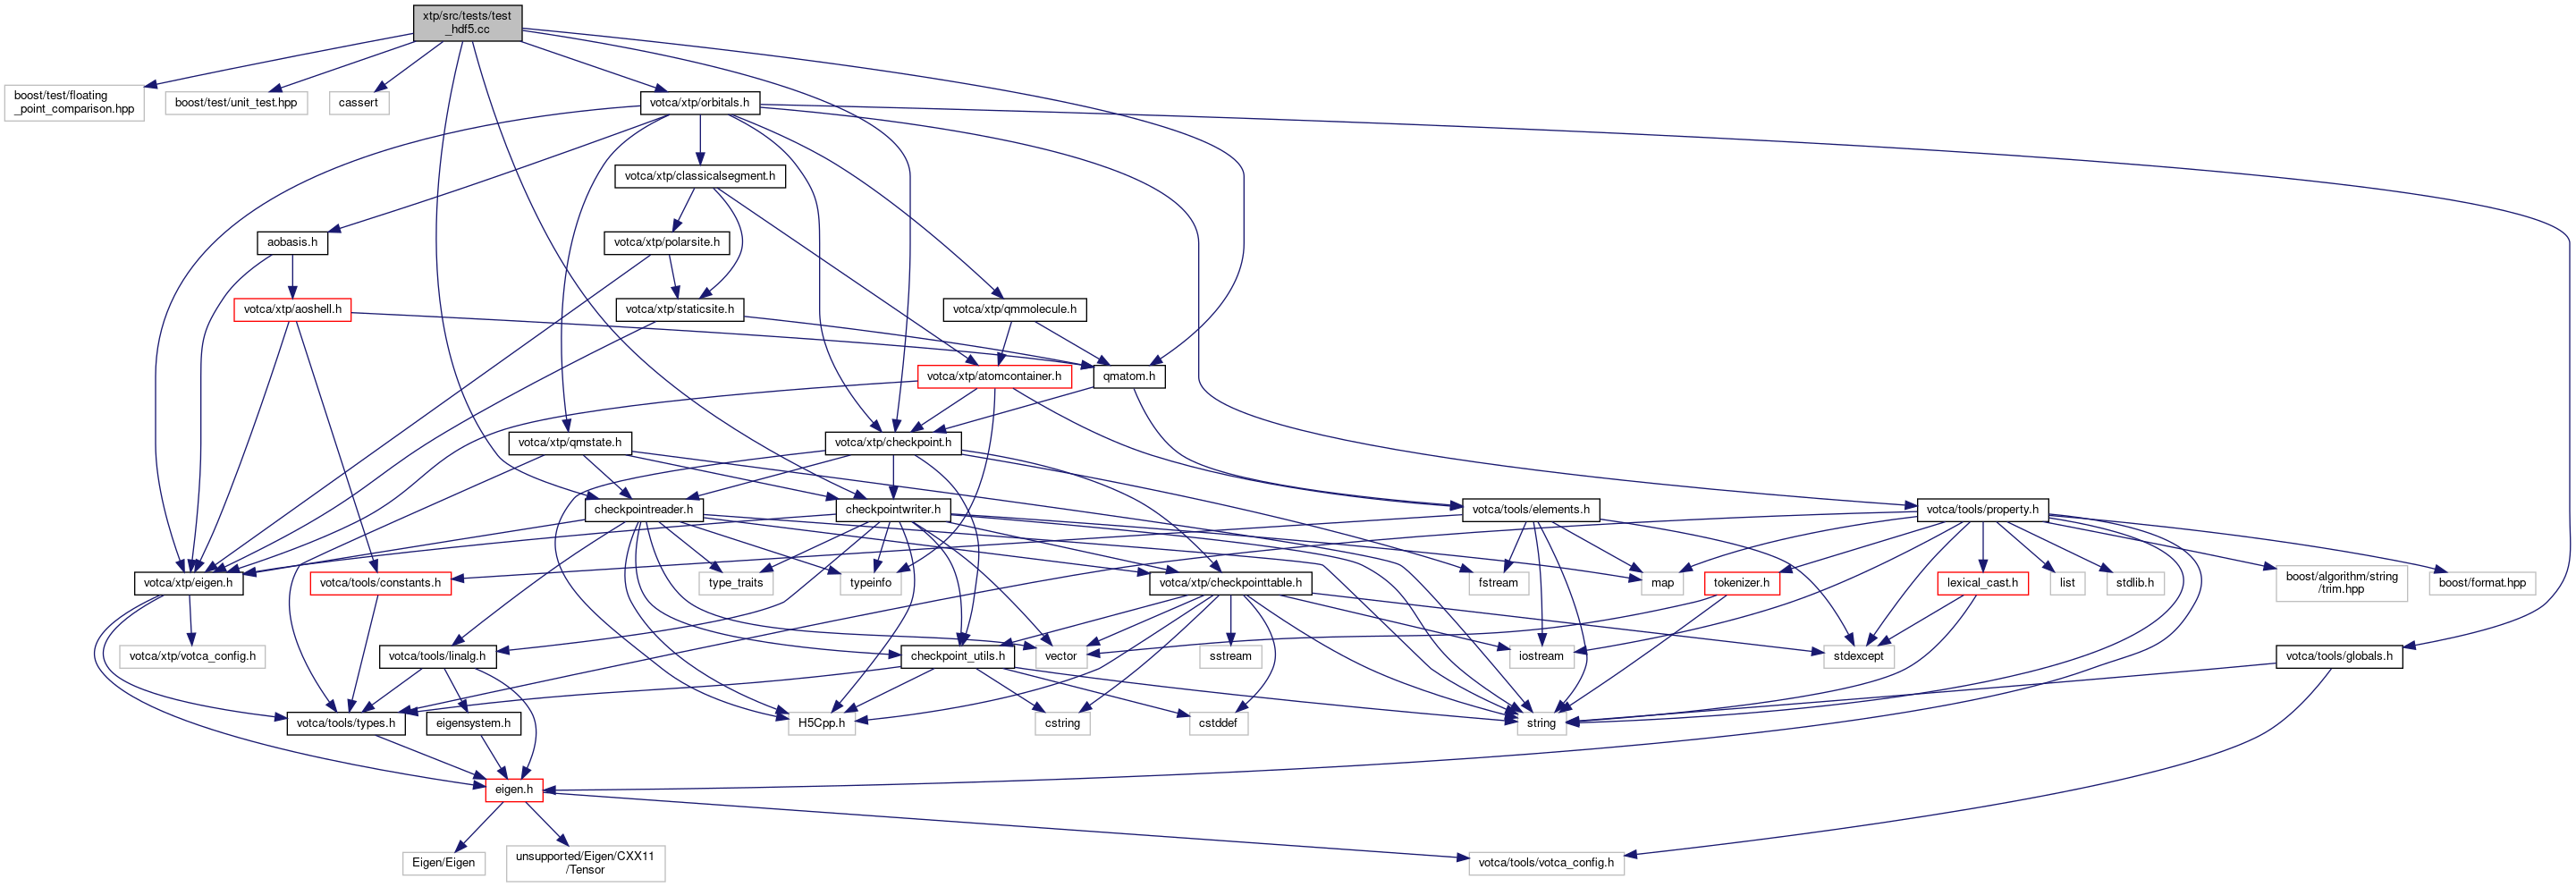 xtp/src/tests/test
_hdf5.cc
boost/test/floating
_point_comparison.hpp
boost/test/unit_test.hpp
cassert
votca/xtp/orbitals.h
votca/xtp/classicalsegment.h
aobasis.h
votca/xtp/polarsite.h
votca/xtp/aoshell.h
votca/xtp/staticsite.h
votca/xtp/qmmolecule.h
votca/xtp/atomcontainer.h
qmatom.h
votca/xtp/qmstate.h
votca/xtp/checkpoint.h
checkpointreader.h
checkpointwriter.h
votca/tools/elements.h
votca/tools/property.h
votca/xtp/eigen.h
votca/tools/constants.h
type_traits
typeinfo
votca/xtp/checkpointtable.h
fstream
map
tokenizer.h
lexical_cast.h
list
stdlib.h
boost/algorithm/string
/trim.hpp
boost/format.hpp
votca/xtp/votca_config.h
votca/tools/linalg.h
checkpoint_utils.h
vector
sstream
iostream
stdexcept
votca/tools/globals.h
votca/tools/types.h
eigensystem.h
H5Cpp.h
cstring
cstddef
string
eigen.h
Eigen/Eigen
unsupported/Eigen/CXX11
/Tensor
votca/tools/votca_config.h